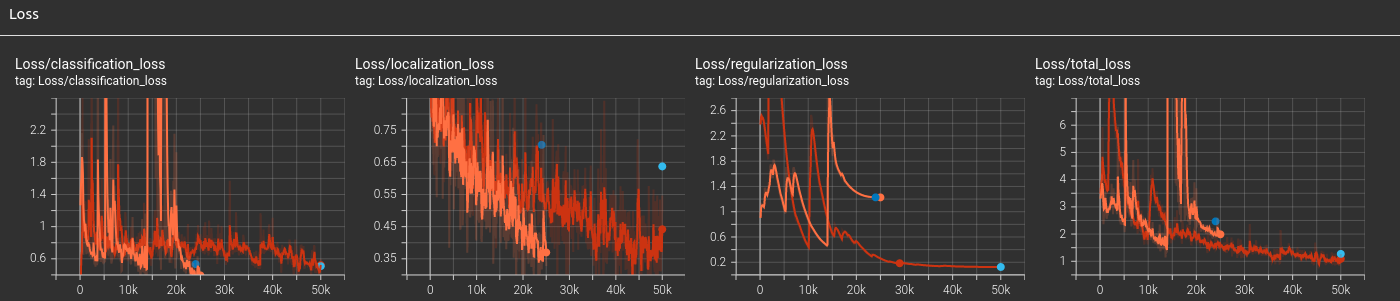 Loss
Loss/classification_loss
tag: Loss/classification_loss
2.2
1.8
1.4
1
0.6
0 10k 20k 30k 40k 50k
Loss/localization_loss
tag: Loss/localization_loss
0.75
0.65
0.55
0.45
0.35
0 10k 20k 30k 40k 50k
Loss/regularization_loss
tag: Loss/regularization_loss
2.6
2.2
1.8
1.4
1
0.6
0.2
0 10k 20k 30k 40k 50k
Loss/total_loss
tag: Loss/total_loss
6
5
4
3
2
1
0 10k 20k 30k 40k 50k